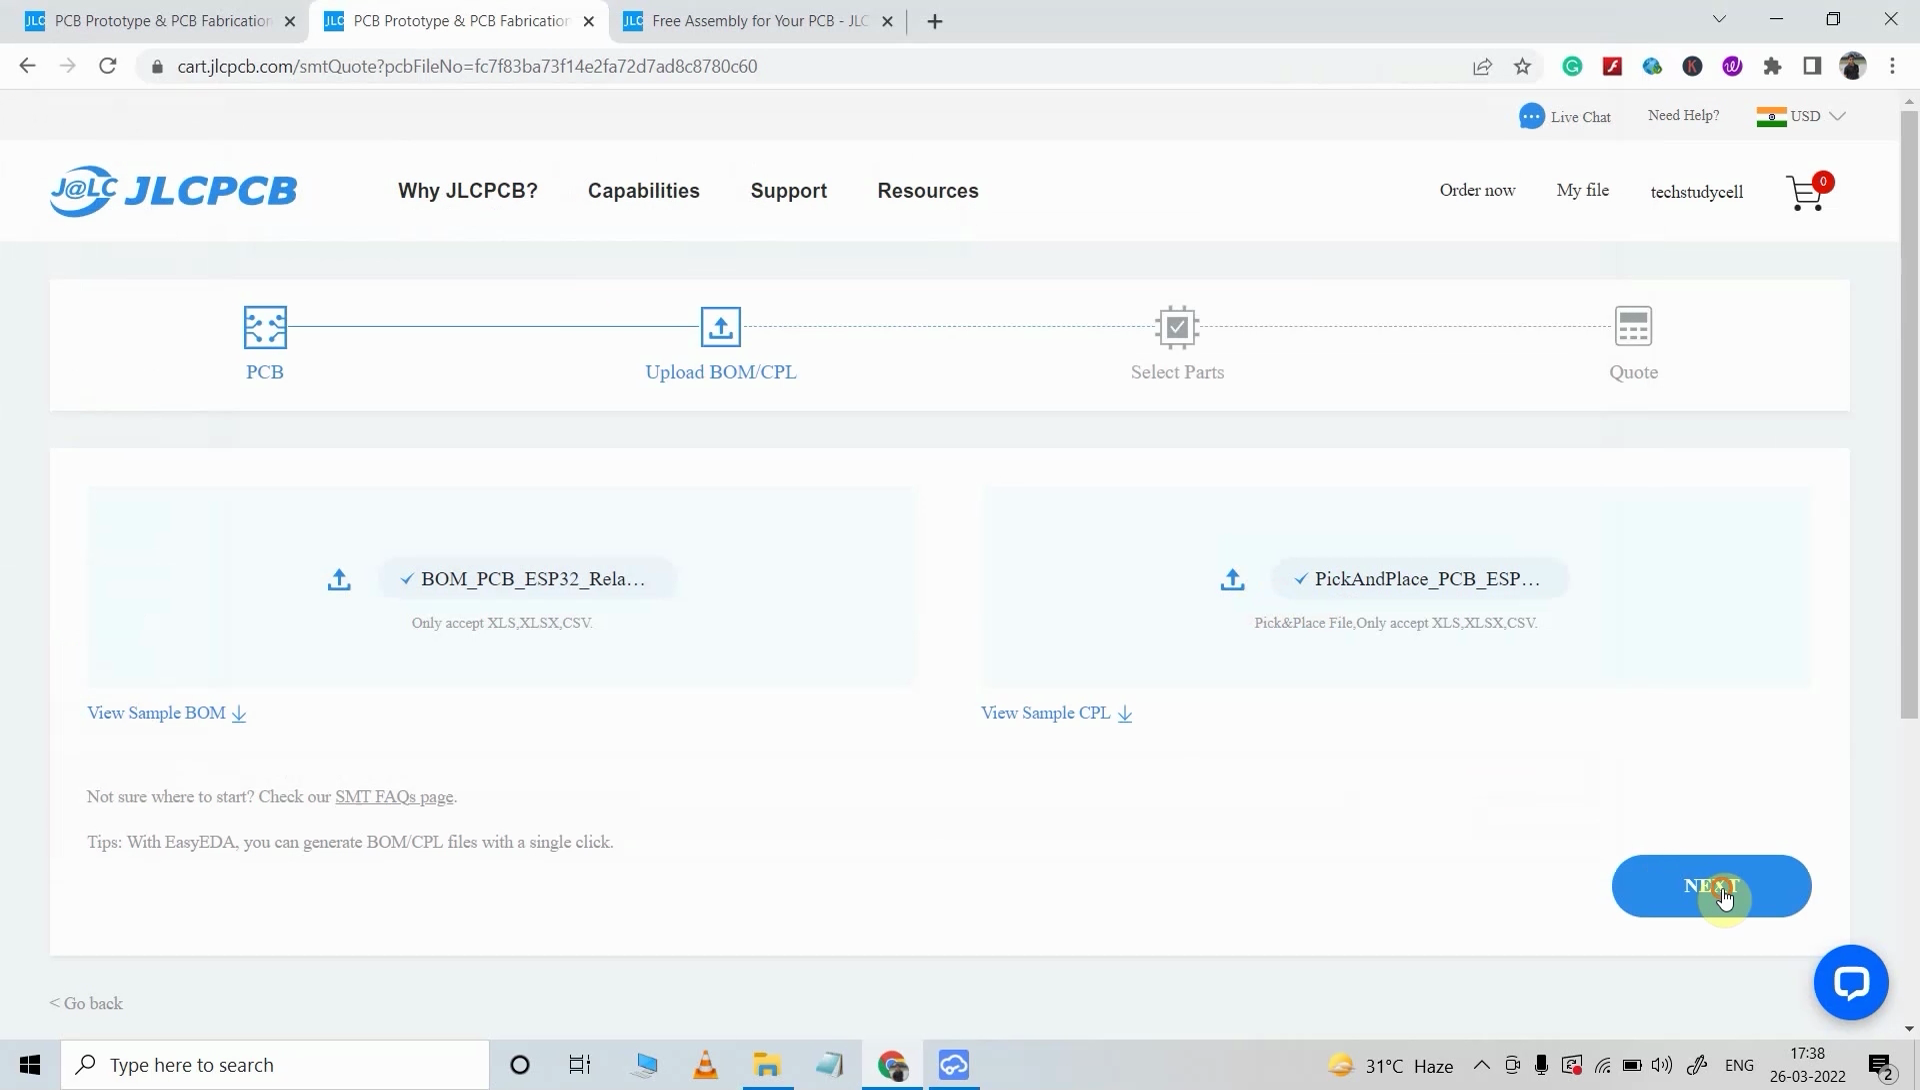 PCB Prototype & PCB Fabrication
PCB Prototype & PCB Fabrication
Free Assembly for Your PCB - JLC
cart.jlcpcb.com/smtQuote?pcbFileNo=fc7f83ba73f14e2fa72d7ad8c8780c60
Live Chat
Need Help?
USD
J@LC JLCPCB
Why JLCPCB?
Capabilities
Support
Resources
Order now
My file
techstudycell
0
PCB
Upload BOM/CPL
Select Parts
Quote
BOM_PCB_ESP32_Rela...
Only accept XLS,XLSX,CSV.
PickAndPlace_PCB_ESP...
Pick&Place File,Only accept XLS,XLSX,CSV.
View Sample BOM
View Sample CPL
Not sure where to start? Check our SMT FAQs page.
Tips: With EasyEDA, you can generate BOM/CPL files with a single click.
NEXT
< Go back
Type here to search
31°C Haze
ENG
17:38
26-03-2022
2